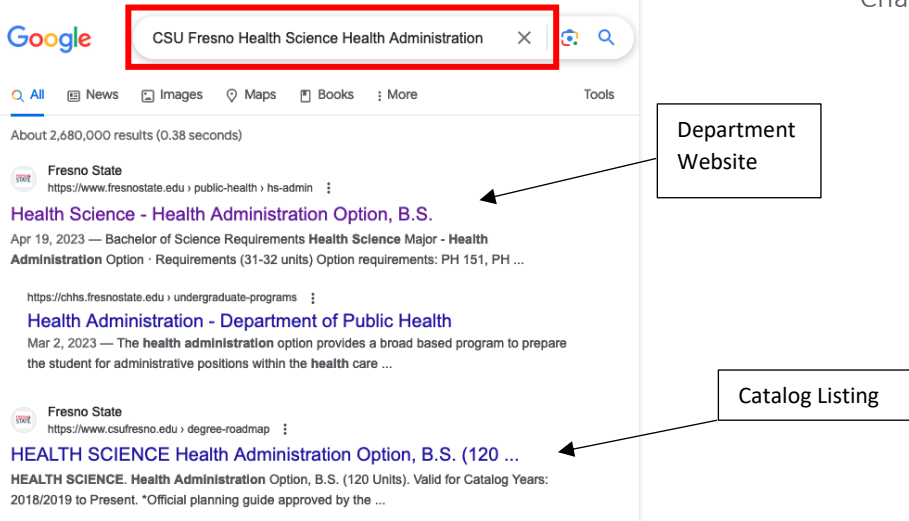 Cha
Google
CSU Fresno Health Science Health Administration
All News Images Maps Books More Tools
About 2,680,000 results (0.38 seconds)
Department
Website
Fresno State
https://www.fresnostate.edu › public-health › hs-admin
Health Science - Health Administration Option, B.S.
Apr 19, 2023 — Bachelor of Science Requirements Health Science Major - Health
Administration Option · Requirements (31-32 units) Option requirements: PH 151, PH ...
https://chhs.fresnostate.edu › undergraduate-programs
Health Administration - Department of Public Health
Mar 2, 2023 — The health administration option provides a broad based program to prepare
the student for administrative positions within the health care ...
Catalog Listing
Fresno State
https://www.csufresno.edu › degree-roadmap
HEALTH SCIENCE Health Administration Option, B.S. (120 ...
HEALTH SCIENCE. Health Administration Option, B.S. (120 Units). Valid for Catalog Years:
2018/2019 to Present. *Official planning guide approved by the ...